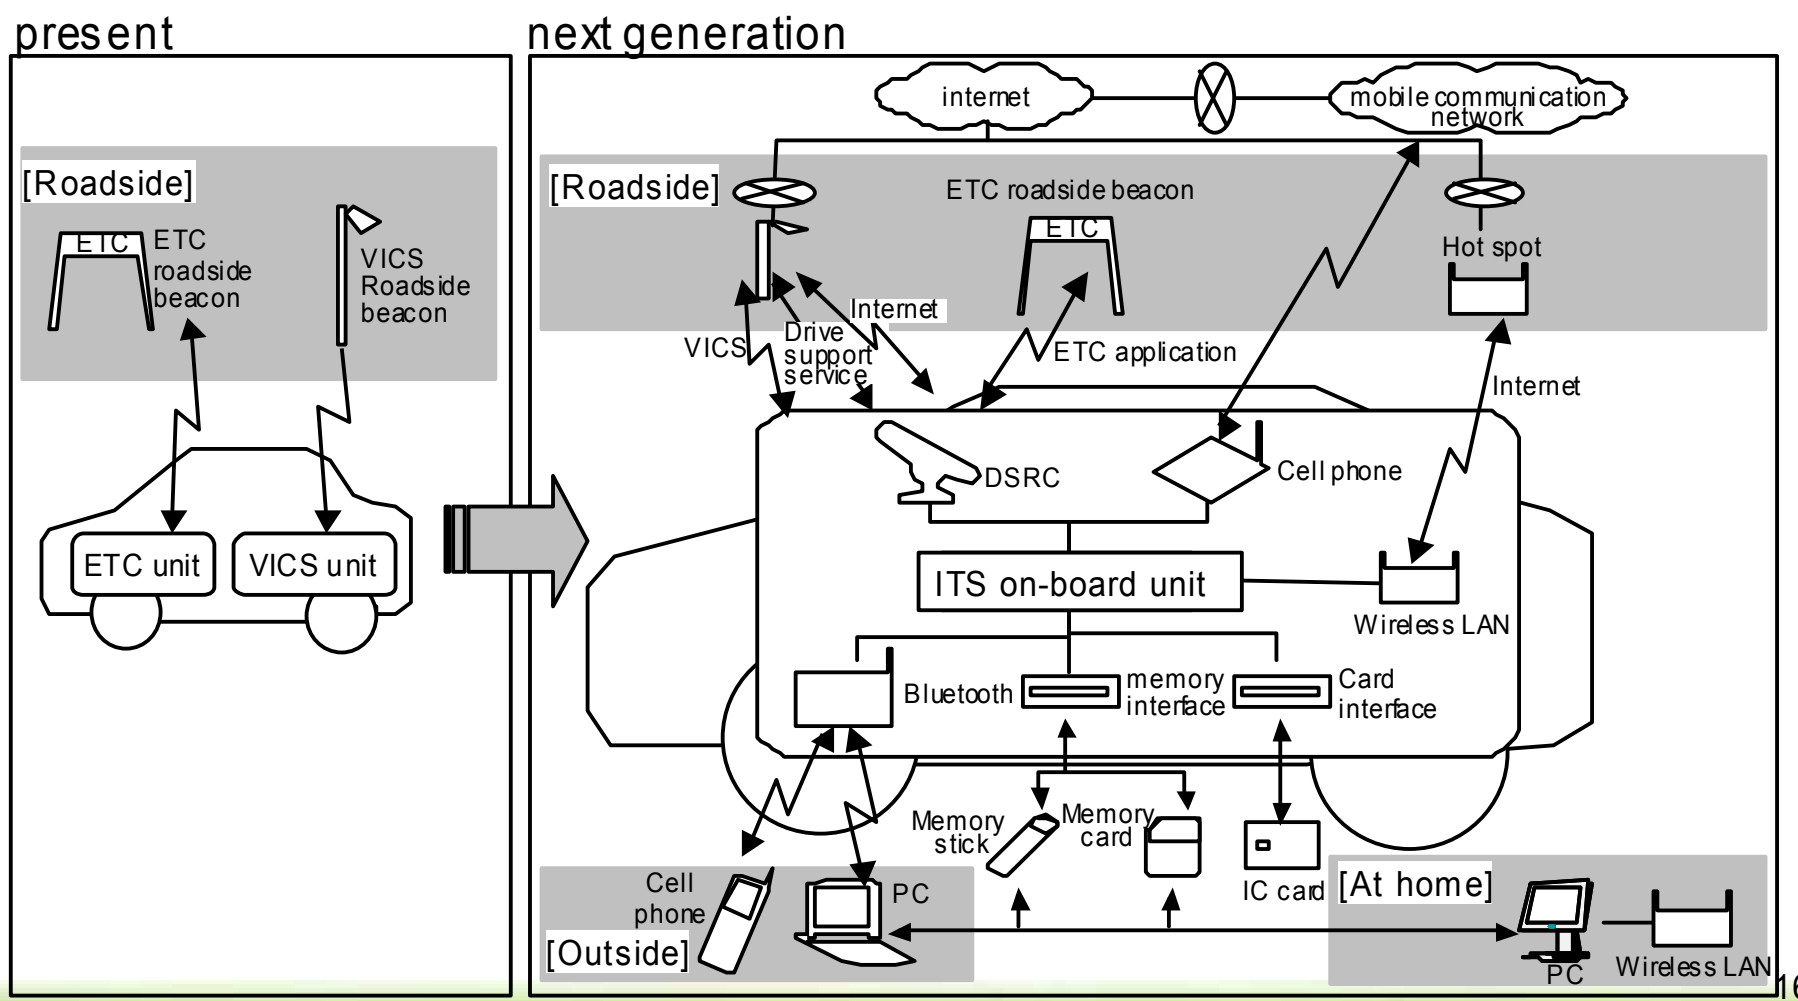 present
[Roadside]
ETC
ETC
roadside
beacon
VICS
Roadside
beacon
ETC unit
VICS unit
next generation
internet
mobile communication
network
[Roadside]
ETC roadside beacon
ETC
Hot spot
VICS
Drive
support
service
Internet
ETC application
Internet
DSRC
Cell phone
ITS on-board unit
Wireless LAN
Bluetooth
memory
interface
Card
interface
Memory
stick
Memory
card
IC card
Cell
phone
PC
[Outside]
[At home]
PC
Wireless LAN
16